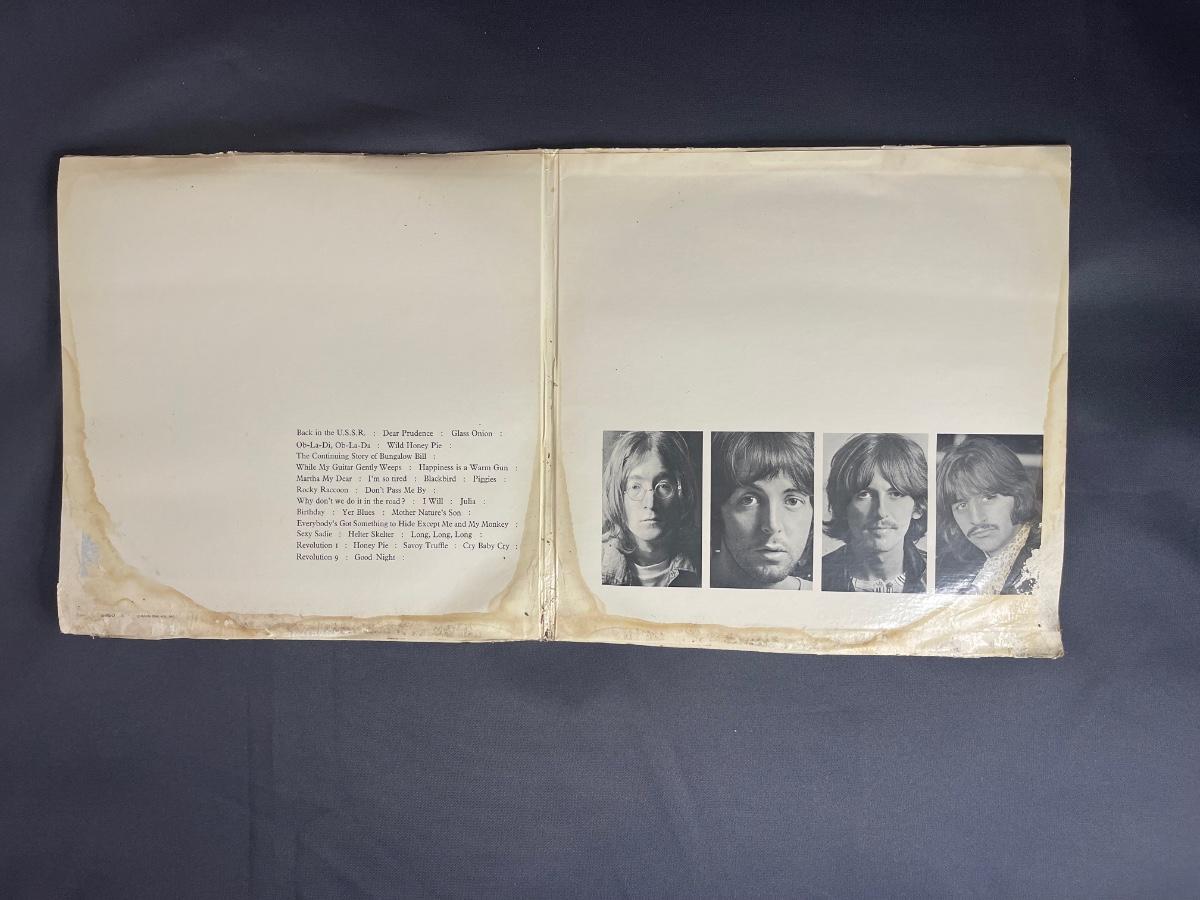 Back in the U.S.S.R. : Dear Prudence : Glass Onion :
Ob-La-Di, Ob-La-Da : Wild Honey Pie :
The Continuing Story of Bungalow Bill :
While My Guitar Gently Weeps : Happiness is a Warm Gun :
Martha My Dear : I'm so tired : Blackbird : Piggies :
Rocky Raccoon : Don't Pass Me By :
Why don't we do it in the road? : I Will : Julia :
Birthday : Yer Blues : Mother Nature's Son :
Everybody's Got Something to Hide Except Me and My Monkey :
Sexy Sadie : Helter Skelter : Long, Long, Long :
Revolution 1 : Honey Pie : Savoy Truffle : Cry Baby Cry :
Revolution 9 : Good Night :